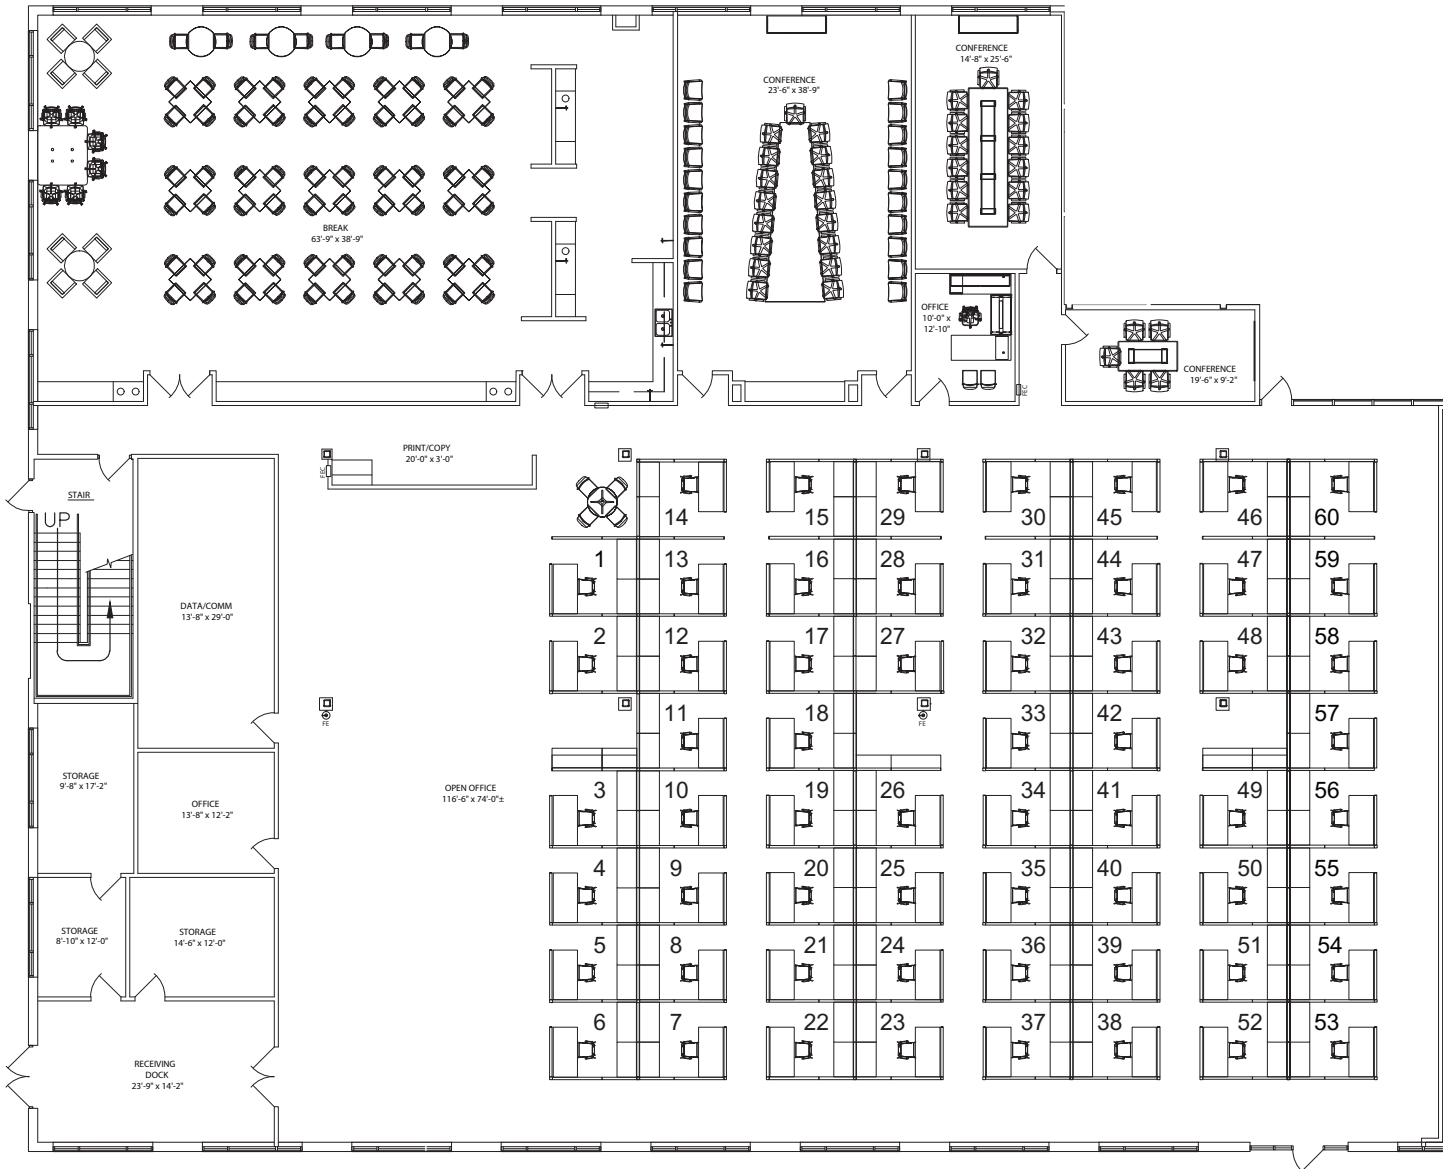 CONFERENCE
14'-8" x 25'-6"
CONFERENCE
23'-6" x 38'-9"
BREAK
63'-9" x 38'-9"
OFFICE
10'-0" x
12'-10"
CONFERENCE
19'-6" x 9'-2"
FEC
PRINT/COPY
20'-0" x 3'-0"
FEC
STAIR
UP
14 15 29 30 45 46 60
1 13 16 28 31 44 47 59
DATA/COMM
13'-8" x 29'-0"
2 12 17 27 32 43 48 58
11 18 33 42 57
FE
FE
STORAGE
9'-8" x 17'-2"
OPEN OFFICE
116'-6" x 74'-0"±
3 10 19 26 34 41 49 56
OFFICE
13'-8" x 12'-2"
4 9 20 25 35 40 50 55
STORAGE
8'-10" x 12'-0"
STORAGE
14'-6" x 12'-0"
5 8 21 24 36 39 51 54
6 7 22 23 37 38 52 53
RECEIVING
DOCK
23'-9" x 14'-2"